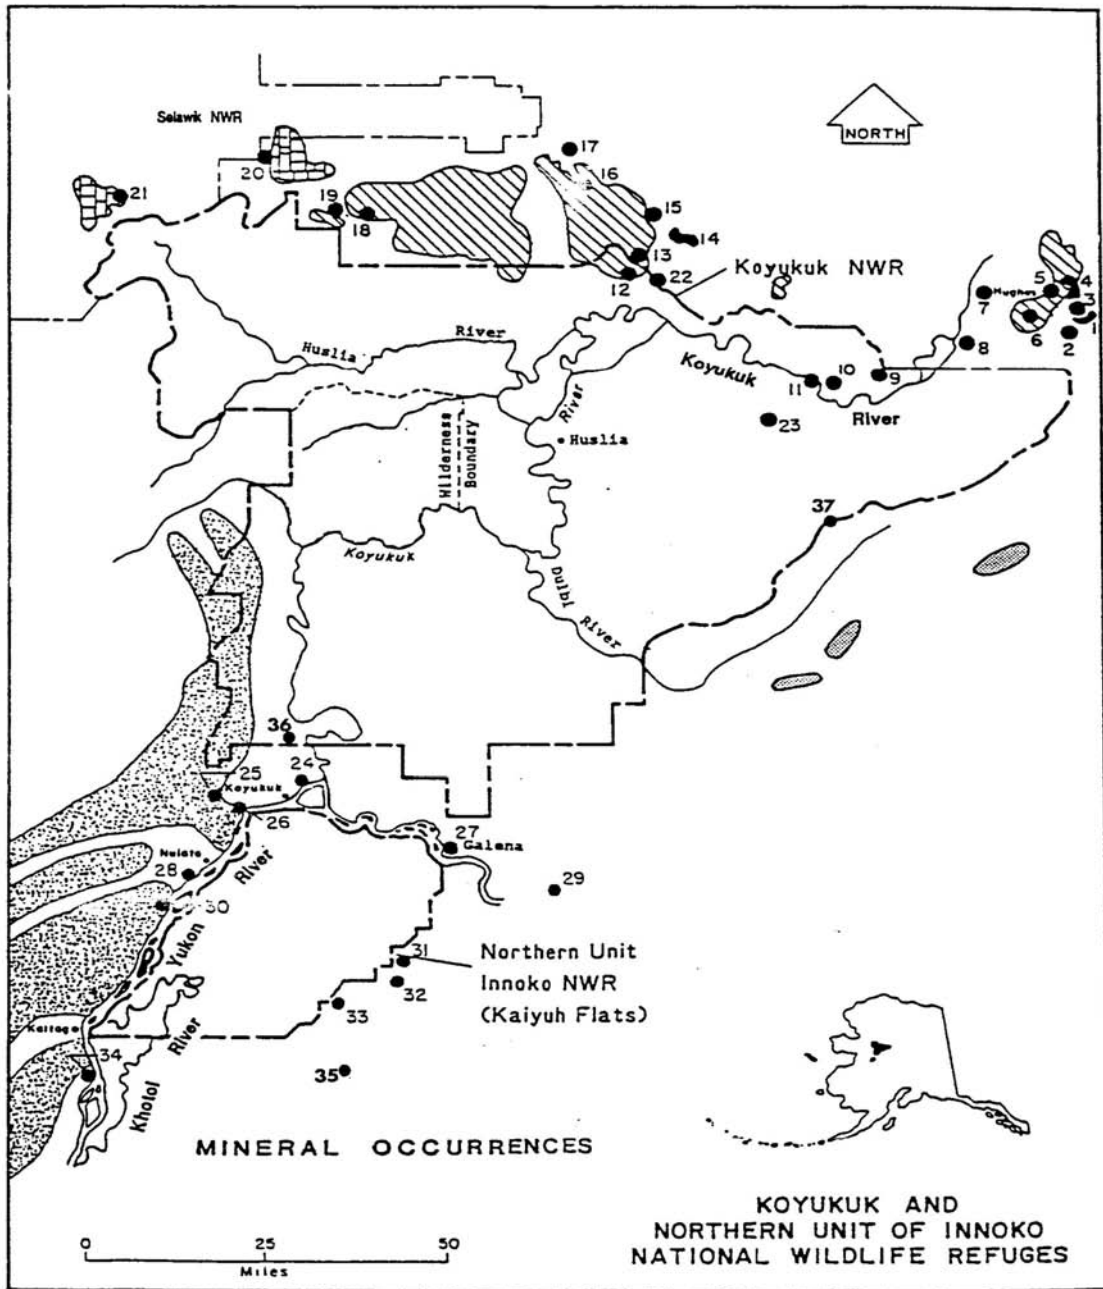 Selawik NWR
NORTH
17
20
16
21
19
18
15
14
13
12
22
Koyukuk NWR
5
4
Hughes
7
3
6
1
2
8
Huslia
River
Koyukuk
River
11
10
9
River
23
Huslia
Wilderness
Boundary
37
Koyukuk
Dulbi
River
36
25
24
Koyukuk
26
27
Galena
Nulato
28
River
29
30
Yukon
31
Northern Unit
Innoko NWR
(Kaiyuh Flats)
32
33
Kaltag
River
34
35
Kholol
MINERAL OCCURRENCES
KOYUKUK AND
NORTHERN UNIT OF INNOKO
NATIONAL WILDLIFE REFUGES
0 25 50
Miles